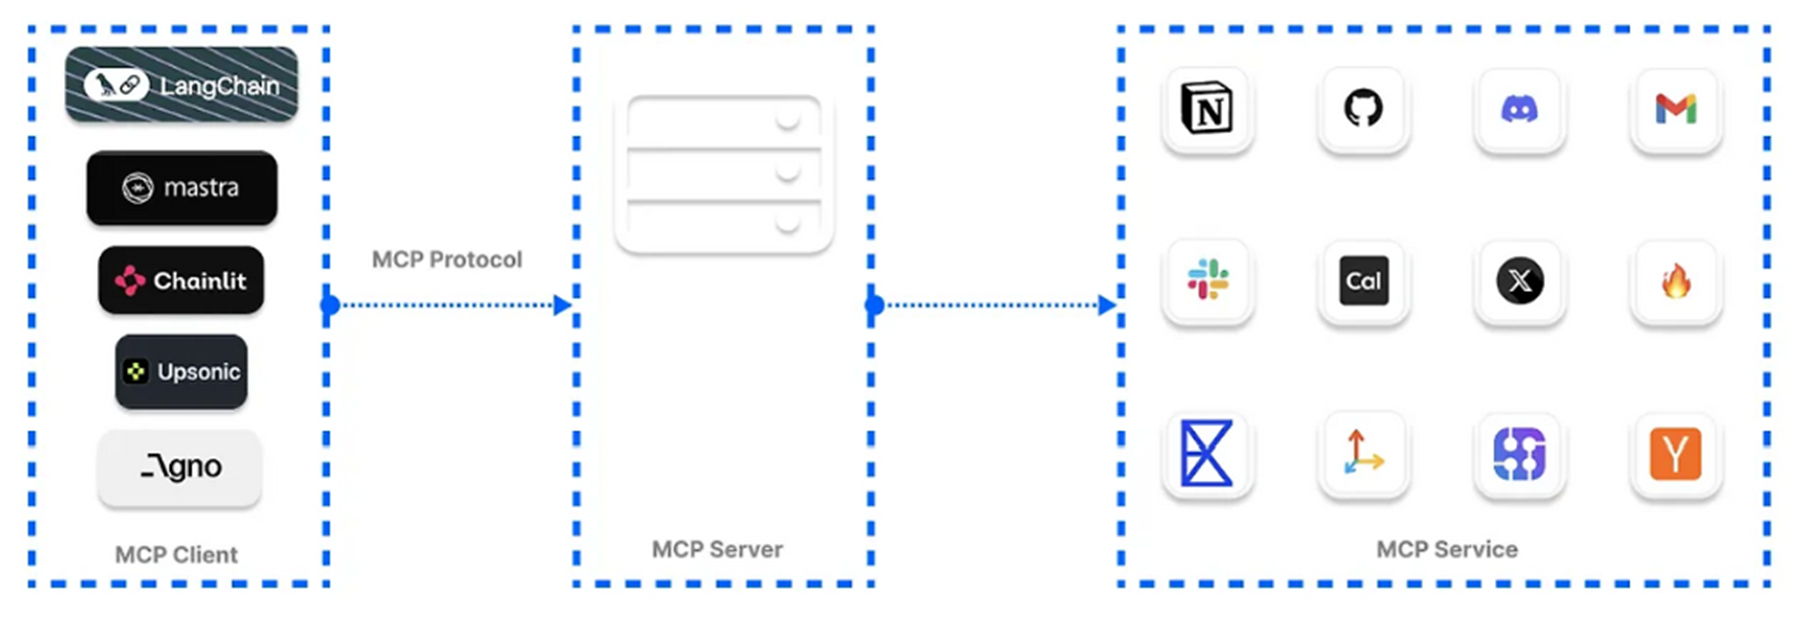 LangChain
mastra
Chainlit
Upsonic
Agno
MCP Client
MCP Protocol
MCP Server
N
Cal
X
Y
MCP Service